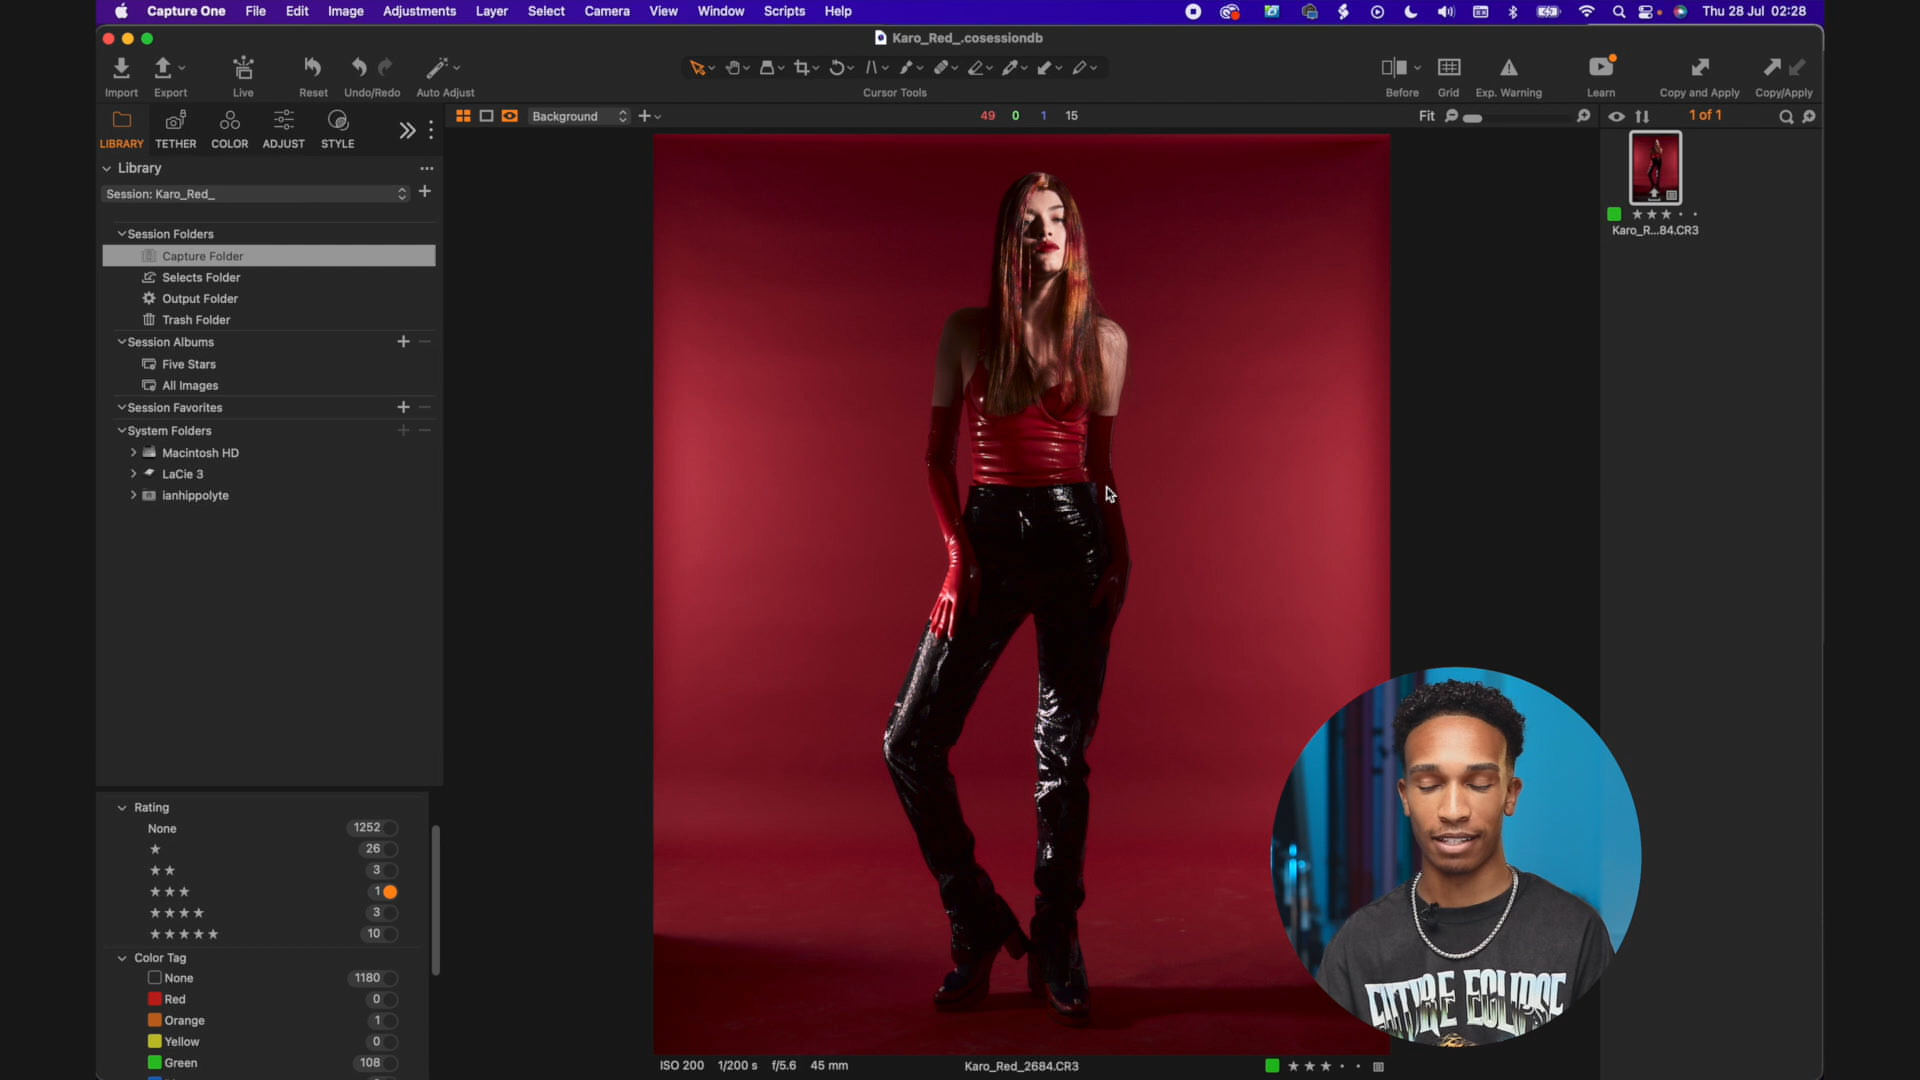 Capture One File Edit Image Adjustments Layer Select Camera View Window Scripts Help Thu 28 Jul 02:28
Karo_Red_.cosessiondb
Import Export Live Reset Undo/Redo Auto Adjust Cursor Tools Before Grid Exp. Warning Learn Copy and Apply Copy/Apply
LIBRARY TETHER COLOR ADJUST STYLE
Background 49 0 1 15 Fit 1 of 1
Library
Session: Karo_Red_
Session Folders
Capture Folder
Selects Folder
Output Folder
Trash Folder
Session Albums
Five Stars
All Images
Session Favorites
System Folders
Macintosh HD
LaCie 3
ianhippolyte
Karo_R...84.CR3
Rating
None 1252
26
3
1
3
10
Color Tag
None 1180
Red 0
Orange 1
Yellow 0
Green 108
FUTURE ECLIPSE
ISO 200 1/200 s f/5.6 45 mm Karo_Red_2684.CR3